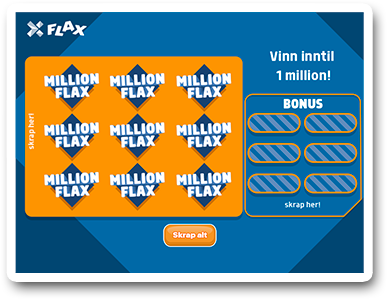 FLAX
Vinn inntil
1 million!
skrap her!
MILLION FLAX
MILLION FLAX
MILLION FLAX
MILLION FLAX
MILLION FLAX
MILLION FLAX
MILLION FLAX
MILLION FLAX
MILLION FLAX
BONUS
skrap her!
Skrap alt